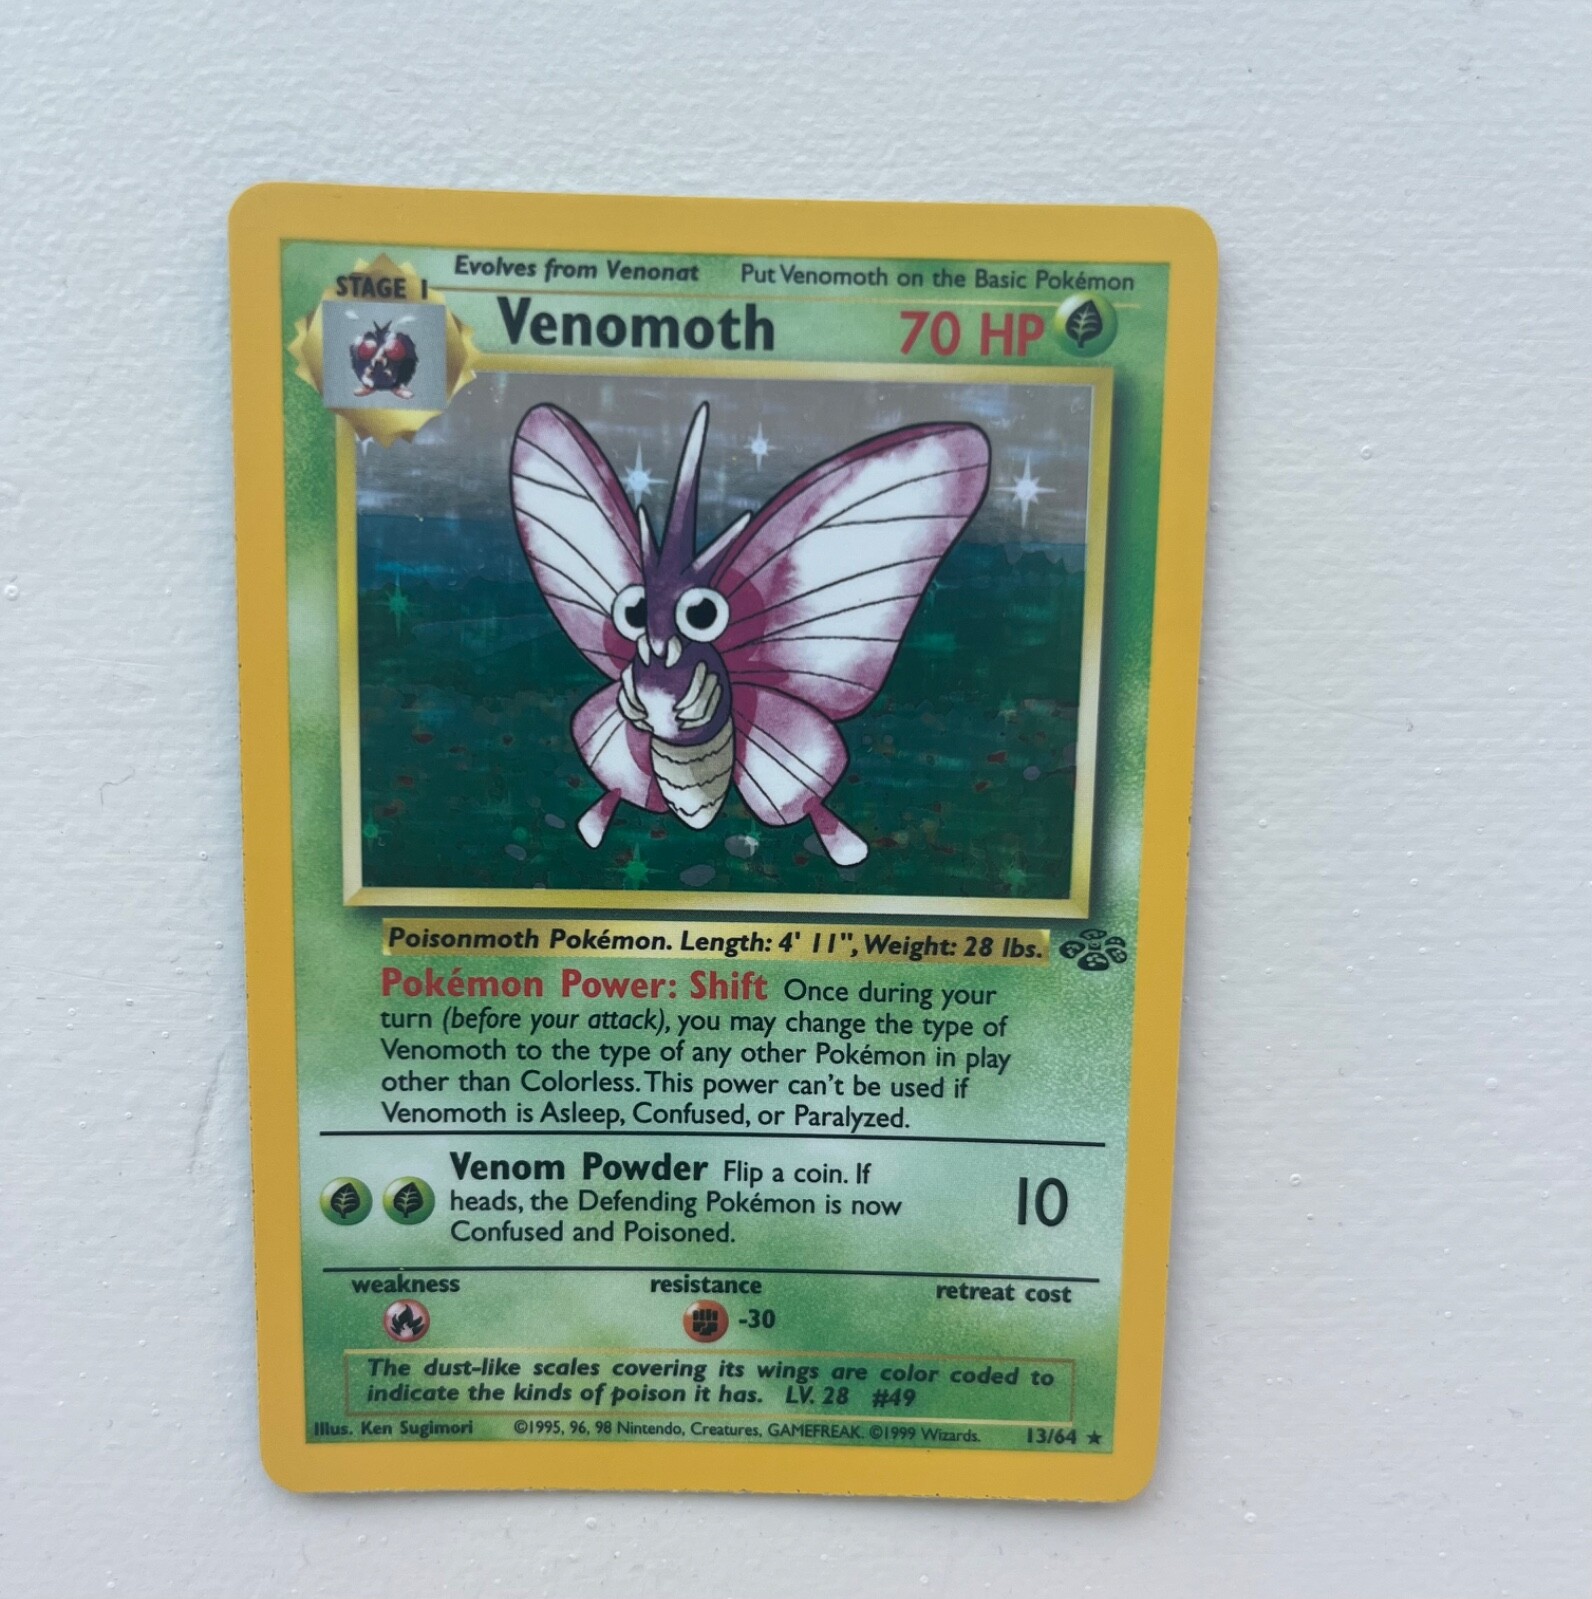 Evolves from Venonat Put Venomoth on the Basic Pokémon
STAGE 1
Venomoth 70 HP
Poisonmoth Pokémon. Length: 4' 11", Weight: 28 lbs.
Pokémon Power: Shift Once during your
turn (before your attack), you may change the type of
Venomoth to the type of any other Pokémon in play
other than Colorless. This power can't be used if
Venomoth is Asleep, Confused, or Paralyzed.
Venom Powder Flip a coin. If
heads, the Defending Pokémon is now
Confused and Poisoned.
10
weakness resistance retreat cost
-30
The dust-like scales covering its wings are color coded to
indicate the kinds of poison it has. LV. 28 #49
Illus. Ken Sugimori ©1995, 96, 98 Nintendo, Creatures, GAMEFREAK. ©1999 Wizards. 13/64 ★